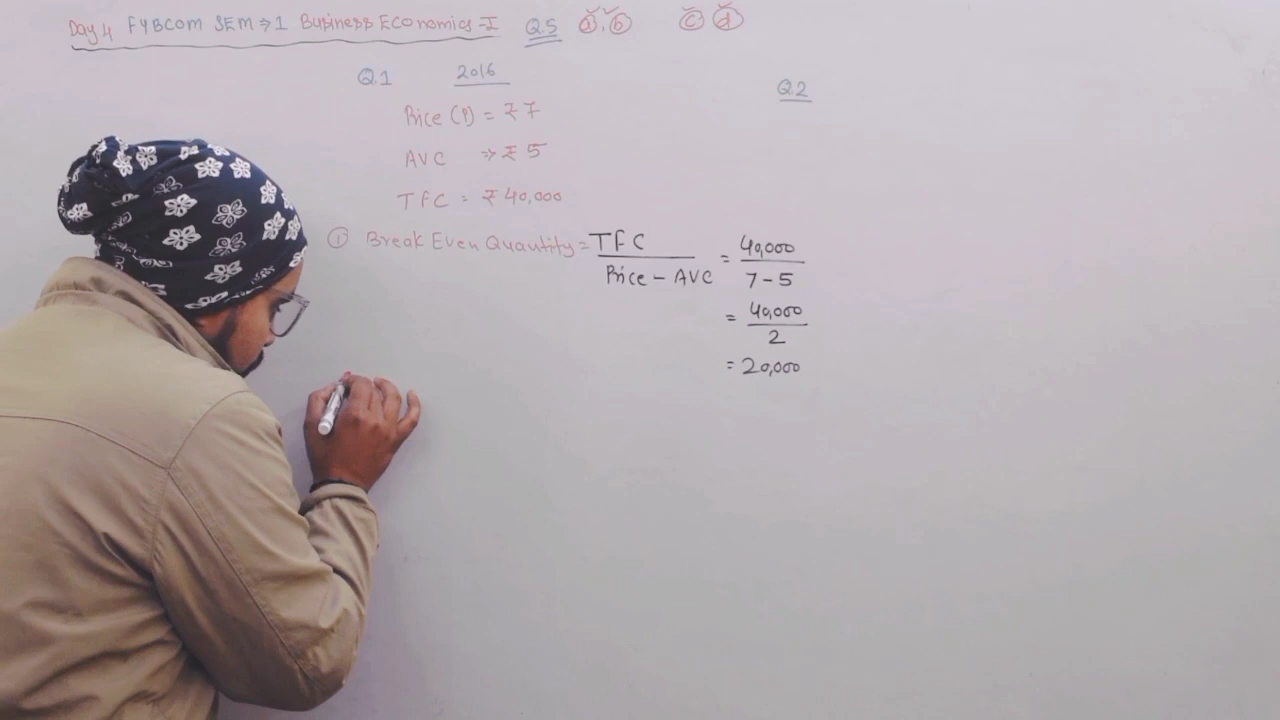 Day 4 FYBCOM SEM ⇒ 1 Business Economics - I Q.5 ⓐ, ⓑ ⓒ ⓓ
Q.1 2016
Price (P) = ₹ 7
AVC ⇒ ₹ 5
TFC = ₹ 40,000
① Break Even Quantity = TFC / Price - AVC = 40,000 / 7 - 5
= 40,000 / 2
= 20,000
Q.2